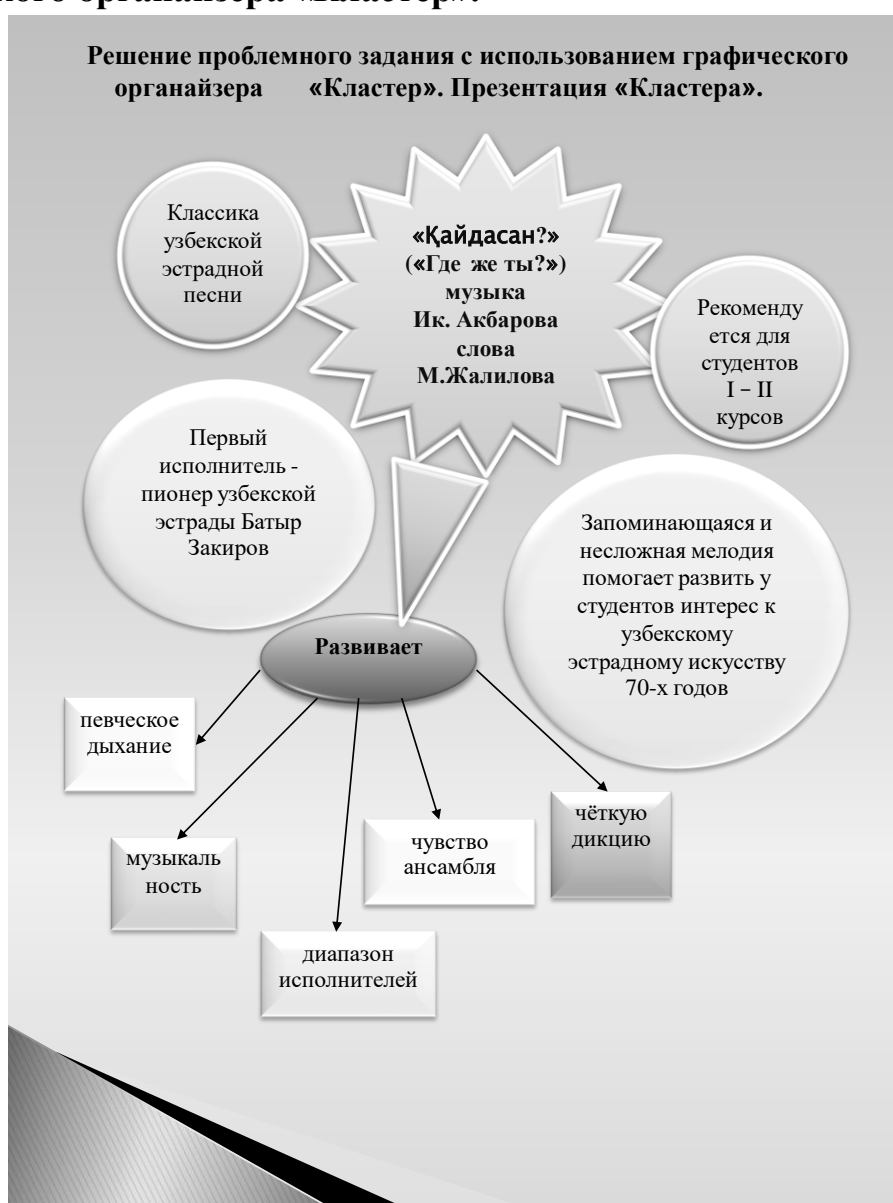 ного органайзера «Кластер».
Решение проблемного задания с использованием графического
органайзера «Кластер». Презентация «Кластера».
Классика
узбекской
эстрадной
песни
«Қайдасан?»
(«Где же ты?»)
музыка
Ик. Акбарова
слова
М.Жалилова
Рекоменду
ется для
студентов
I – II
курсов
Первый
исполнитель -
пионер узбекской
эстрады Батыр
Закиров
Запоминающаяся и
несложная мелодия
помогает развить у
студентов интерес к
узбекскому
эстрадному искусству
70-х годов
Развивает
певческое
дыхание
музыкаль
ность
диапазон
исполнителей
чувство
ансамбля
чёткую
дикцию